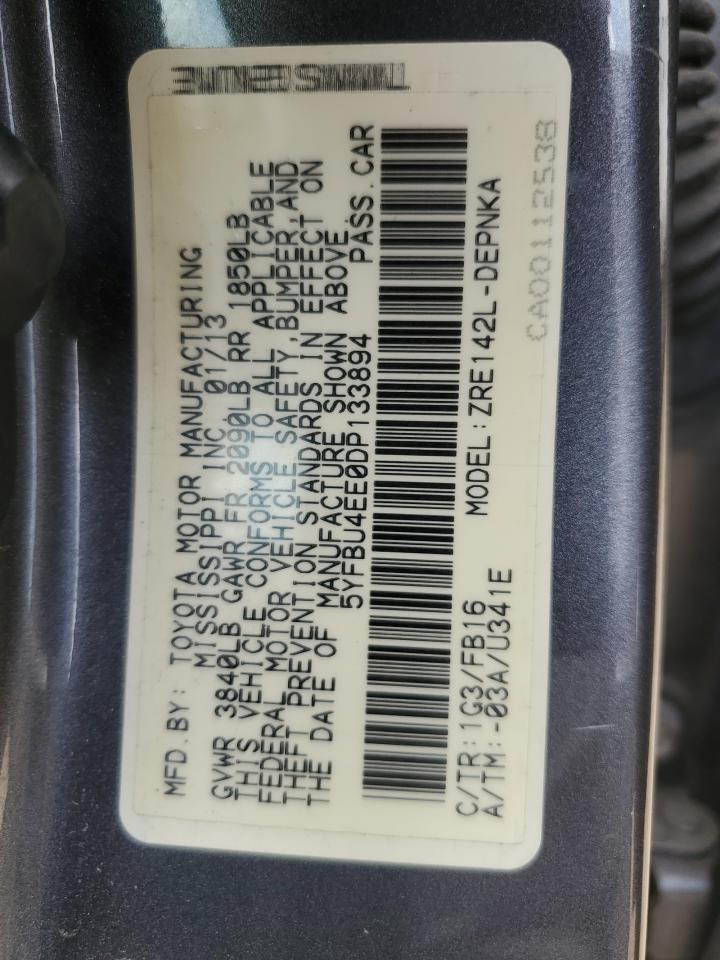 MFD.BY: TOYOTA MOTOR MANUFACTURING
MISSISSIPPI INC. 01/13
GVWR 3840LB GAWR FR 2090LB RR 1850LB
THIS VEHICLE CONFORMS TO ALL APPLICABLE
FEDERAL MOTOR VEHICLE SAFETY,BUMPER,AND
THEFT PREVENTION STANDARDS IN EFFECT ON
THE DATE OF MANUFACTURE SHOWN ABOVE.
5YFBU4EE0DP133894 PASS.CAR
C/TR:1G3/FB16 MODEL:ZRE142L-DEPNKA
A/TM:-03A/U341E
CA00112538